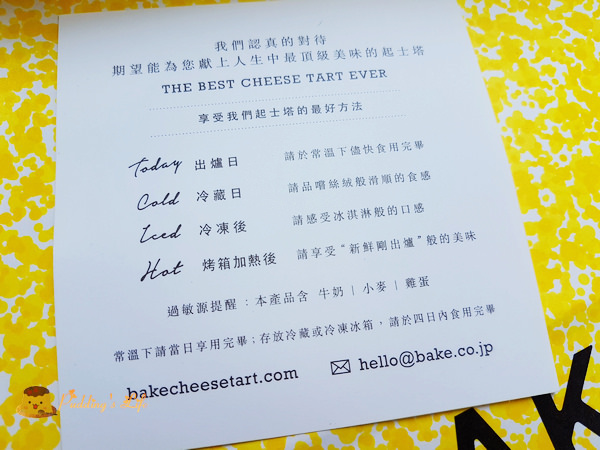 我們認真的對待
期望能為您獻上人生中最頂級美味的起士塔
THE BEST CHEESE TART EVER
享受我們起士塔的最好方法
Today 出爐日 請於常溫下儘快食用完畢
Cold 冷藏日 請品嚐絲絨般滑順的食感
Iced 冷凍後 請感受冰淇淋般的口感
Hot 烤箱加熱後 請享受“新鮮剛出爐”般的美味
過敏源提醒：本產品含 牛奶 | 小麥 | 雞蛋
常溫下請當日享用完畢；存放冷藏或冷凍冰箱，請於四日內食用完畢
bakecheesetart.com hello@bake.co.jp
Pudding's Life
AK